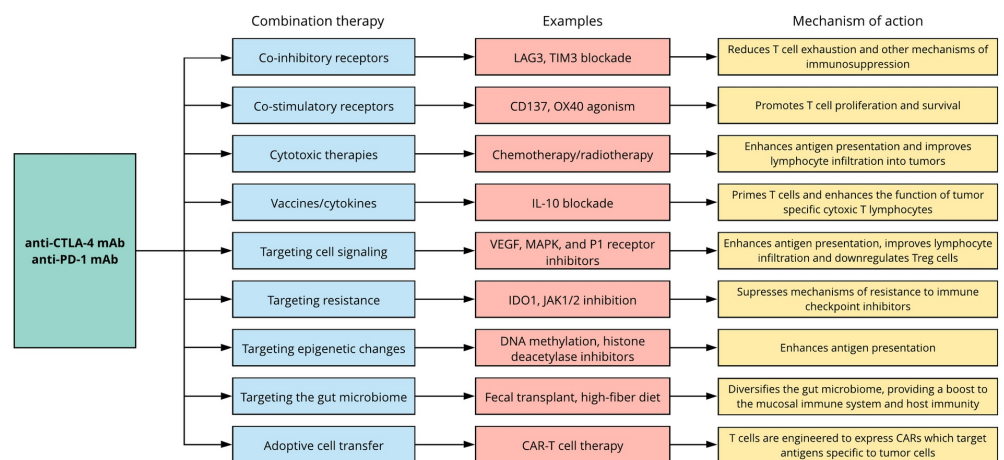 Combination therapy
Examples
Mechanism of action
anti-CTLA-4 mAb
anti-PD-1 mAb
Co-inhibitory receptors
LAG3, TIM3 blockade
Reduces T cell exhaustion and other mechanisms of
immunosuppression
Co-stimulatory receptors
CD137, OX40 agonism
Promotes T cell proliferation and survival
Cytotoxic therapies
Chemotherapy/radiotherapy
Enhances antigen presentation and improves
lymphocyte infiltration into tumors
Vaccines/cytokines
IL-10 blockade
Primes T cells and enhances the function of tumor
specific cytoxic T lymphocytes
Targeting cell signaling
VEGF, MAPK, and P1 receptor
inhibitors
Enhances antigen presentation, improves lymphocyte
infiltration and downregulates Treg cells
Targeting resistance
IDO1, JAK1/2 inhibition
Supresses mechanisms of resistance to immune
checkpoint inhibitors
Targeting epigenetic changes
DNA methylation, histone
deacetylase inhibitors
Enhances antigen presentation
Targeting the gut microbiome
Fecal transplant, high-fiber diet
Diversifies the gut microbiome, providing a boost to
the mucosal immune system and host immunity
Adoptive cell transfer
CAR-T cell therapy
T cells are engineered to express CARs which target
antigens specific to tumor cells